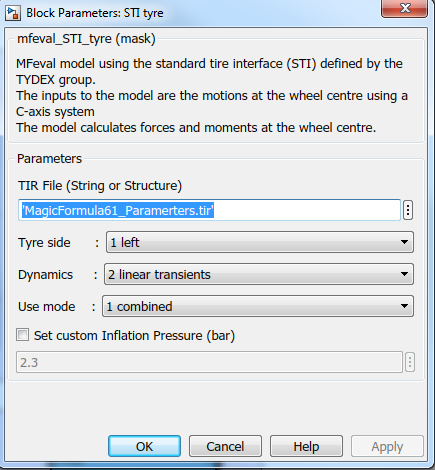 Block Parameters: STI tyre
mfeval_STI_tyre (mask)
MFeval model using the standard tire interface (STI) defined by the
TYDEX group.
The inputs to the model are the motions at the wheel centre using a
C-axis system
The model calculates forces and moments at the wheel centre.
Parameters
TIR File (String or Structure)
'MagicFormula61_Paramerters.tir'
Tyre side : 1 left
Dynamics : 2 linear transients
Use mode : 1 combined
Set custom Inflation Pressure (bar)
2.3
OK Cancel Help Apply